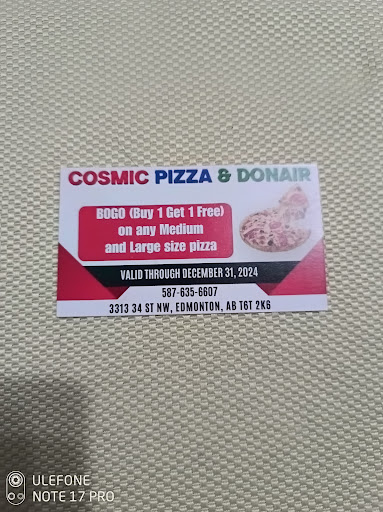 COSMIC PIZZA & DONAIR
BOGO (Buy 1 Get 1 Free)
on any Medium
and Large size pizza
VALID THROUGH DECEMBER 31, 2024
587-635-6607
3313 34 ST NW, EDMONTON, AB T6T 2K6
ULEFONE
NOTE 17 PRO